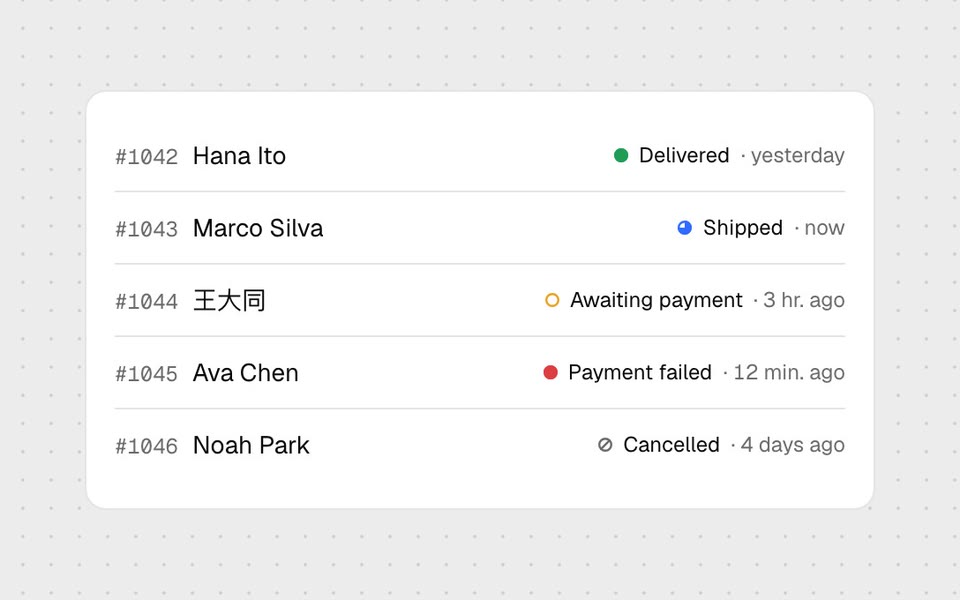 #1042 Hana Ito Delivered · yesterday
#1043 Marco Silva Shipped · now
#1044 王大同 Awaiting payment · 3 hr. ago
#1045 Ava Chen Payment failed · 12 min. ago
#1046 Noah Park Cancelled · 4 days ago